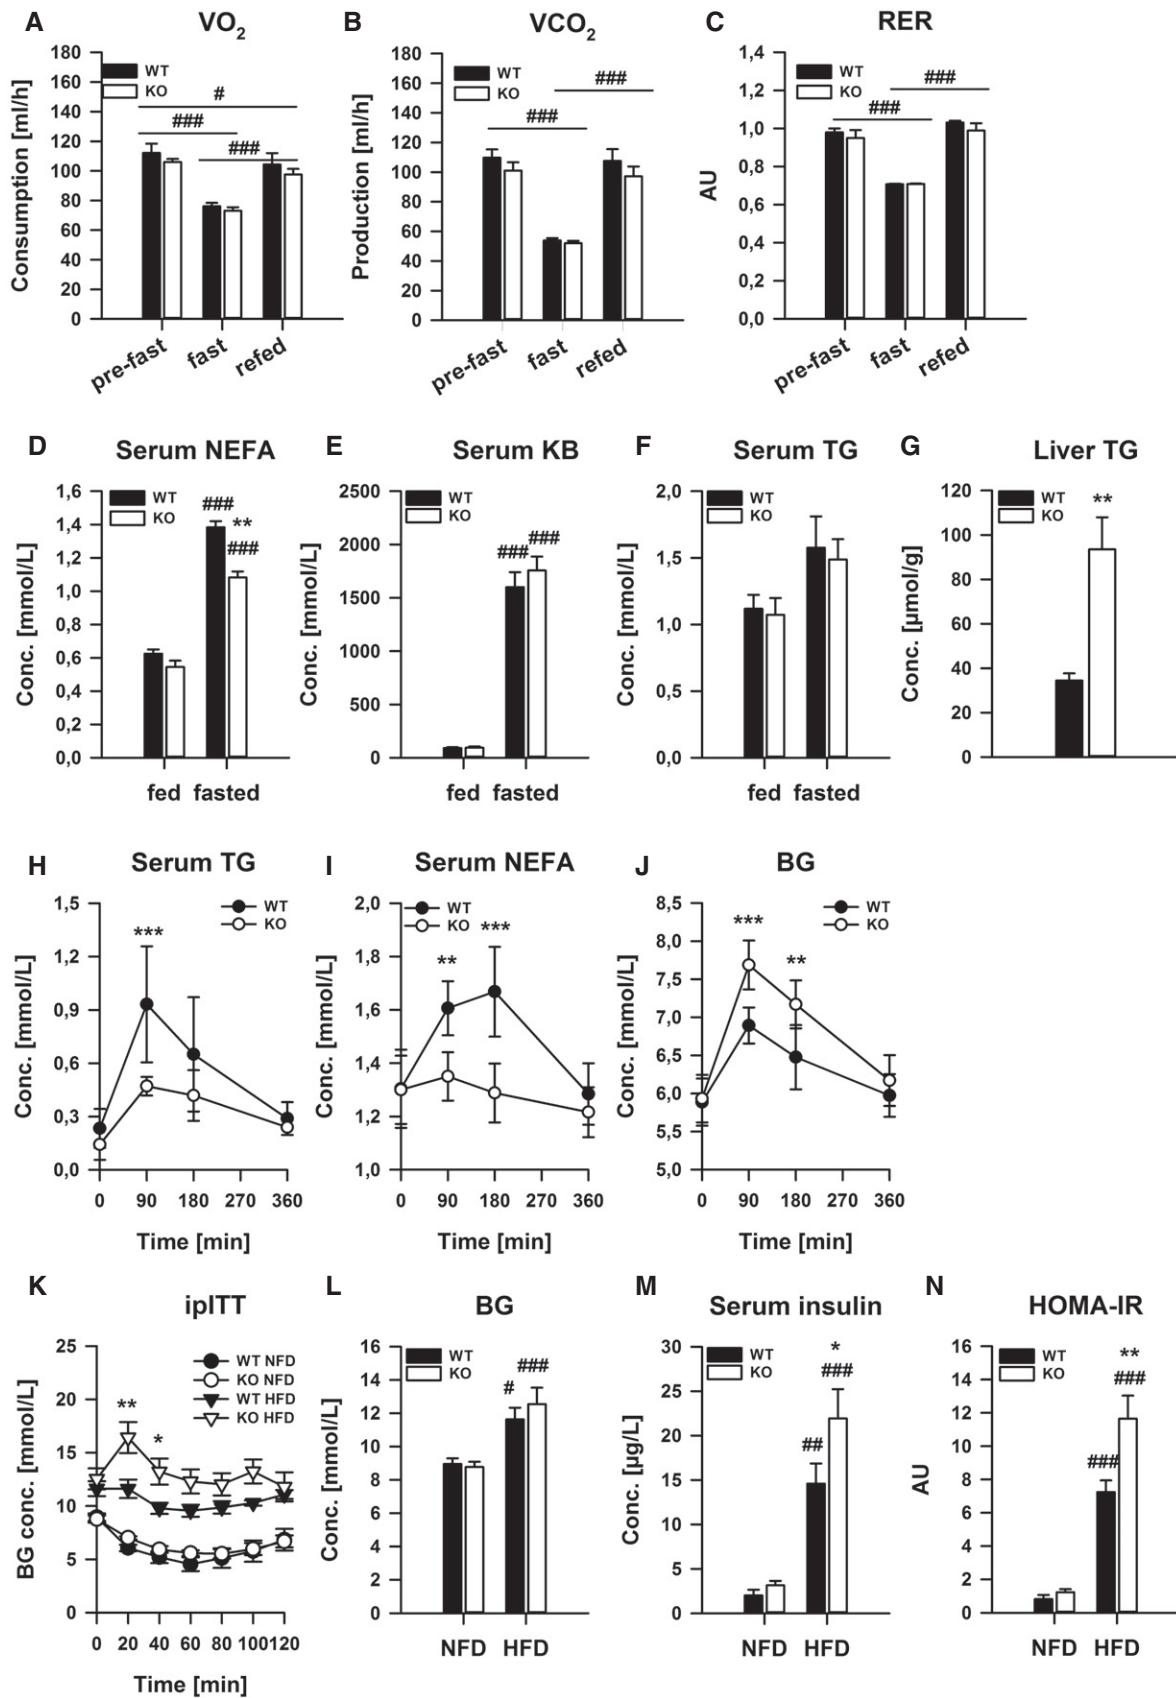 A
VO2
Consumption [ml/h]
180
160
140
120
100
80
60
40
20
0
WT
KO
#
###
###
pre-fast
fast
refed
B
VCO2
Production [ml/h]
180
160
140
120
100
80
60
40
20
0
WT
KO
###
###
pre-fast
fast
refed
C
RER
AU
1,4
1,2
1,0
0,8
0,6
0,4
0,2
0,0
WT
KO
###
###
pre-fast
fast
refed
D
Serum NEFA
Conc. [mmol/L]
1,6
1,4
1,2
1,0
0,8
0,6
0,4
0,2
0,0
WT
KO
###
**
###
fed fasted
E
Serum KB
Conc. [mmol/L]
2500
2000
1500
1000
500
0
WT
KO
###
###
fed fasted
F
Serum TG
Conc. [mmol/L]
2,0
1,5
1,0
0,5
0,0
WT
KO
fed fasted
G
Liver TG
Conc. [µmol/g]
120
100
80
60
40
20
0
**
H
Serum TG
Conc. [mmol/L]
1,5
1,2
0,9
0,6
0,3
0,0
WT
KO
***
0 90 180 270 360
Time [min]
I
Serum NEFA
Conc. [mmol/L]
2,0
1,8
1,6
1,4
1,2
1,0
WT
KO
**
***
0 90 180 270 360
Time [min]
J
BG
Conc. [mmol/L]
8,5
8,0
7,5
7,0
6,5
6,0
5,5
5,0
WT
KO
***
**
0 90 180 270 360
Time [min]
K
ipITT
BG conc. [mmol/L]
25
20
15
10
5
0
WT NFD
KO NFD
WT HFD
KO HFD
**
*
0 20 40 60 80 100 120
Time [min]
L
BG
Conc. [mmol/L]
16
14
12
10
8
6
4
2
0
WT
KO
#
###
NFD HFD
M
Serum insulin
Conc. [µg/L]
30
25
20
15
10
5
0
WT
KO
##
*
###
NFD HFD
N
HOMA-IR
AU
16
14
12
10
8
6
4
2
0
WT
KO
###
**
###
NFD HFD